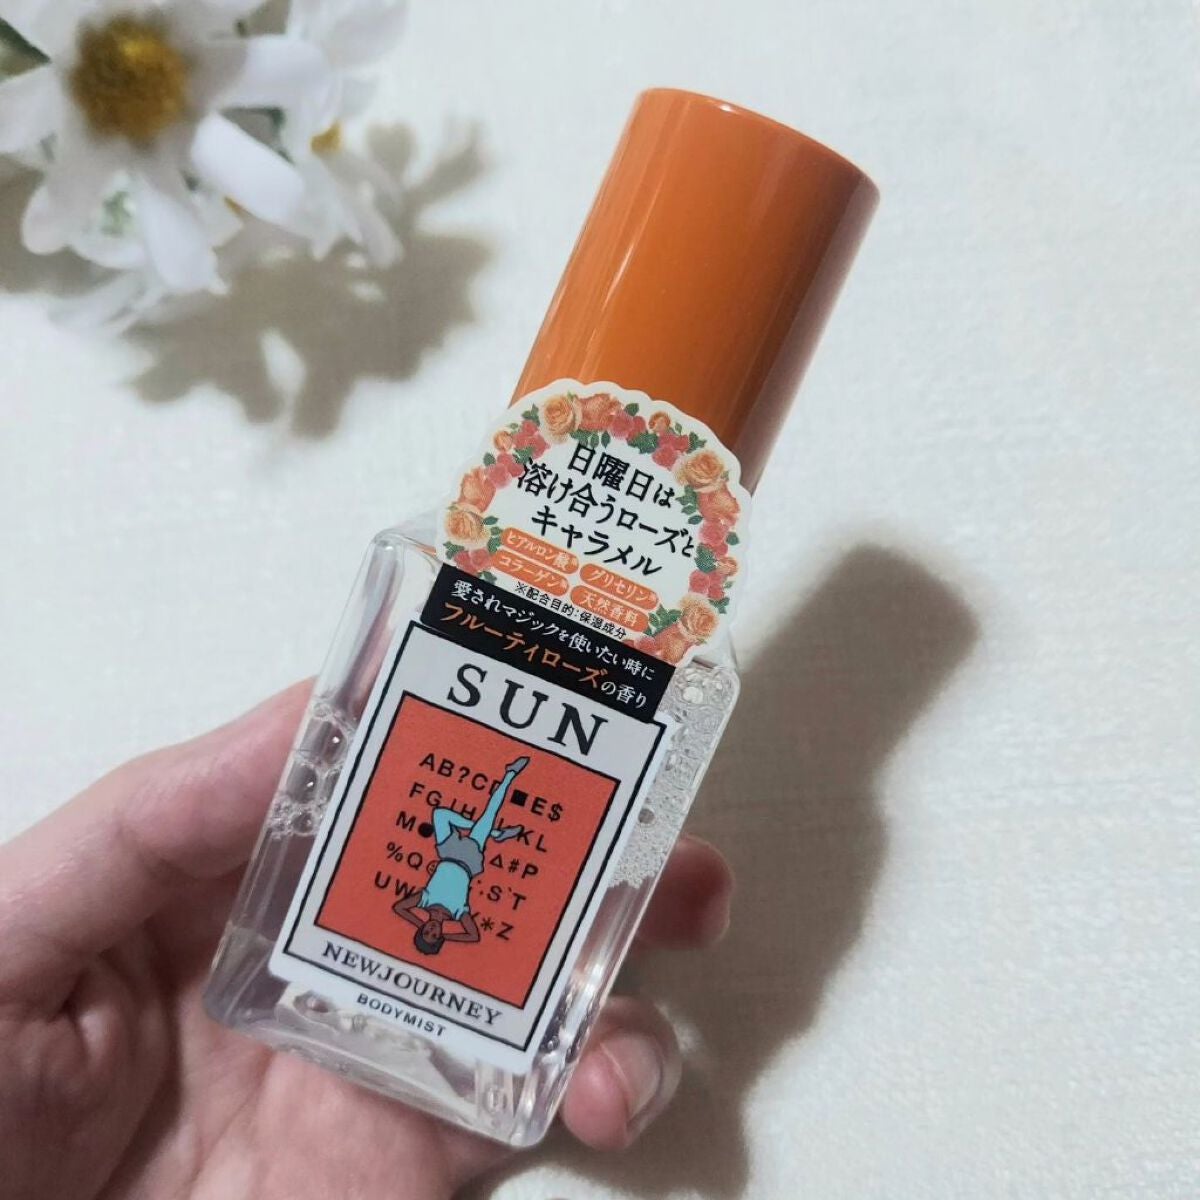 日曜日は
溶け合うローズと
キャラメル
ヒアルロン酸※ グリセリン※
コラーゲン※ 天然香料
※配合目的:保湿成分
愛されマジックを使いたい時に
フルーティローズの香り
SUN
AB?C ■E$
FG H KL
M● Δ#P
%Q S`T
UW *Z
NEWJOURNEY
BODYMIST